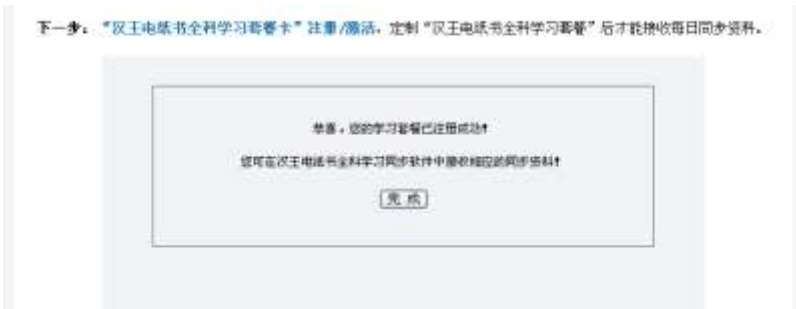 下一步：“汉王电纸书全科学习套餐卡”注册/激活，定制“汉王电纸书全科学习套餐”后才能接收每日同步资料。
恭喜，您的学习套餐已注册成功!
您可在汉王电纸书全科学习同步软件中接收相应的同步资料!
完成